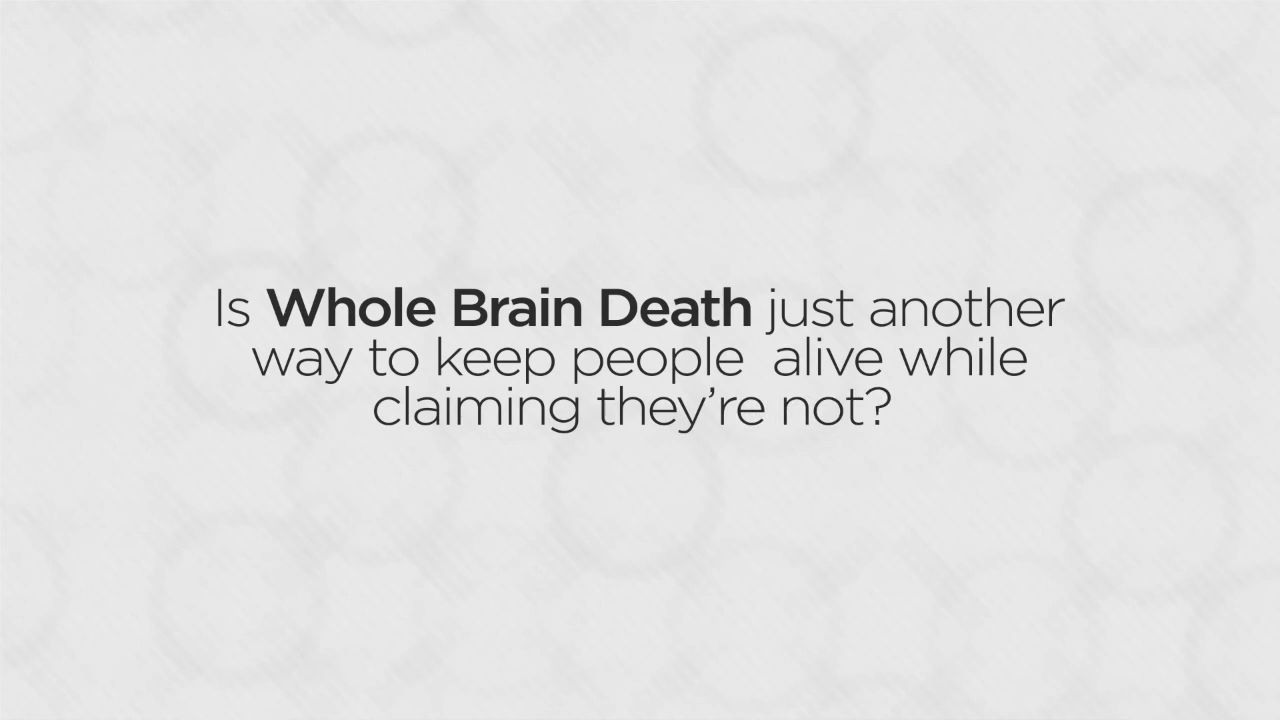 Is Whole Brain Death just another
way to keep people  alive while
claiming they’re not?